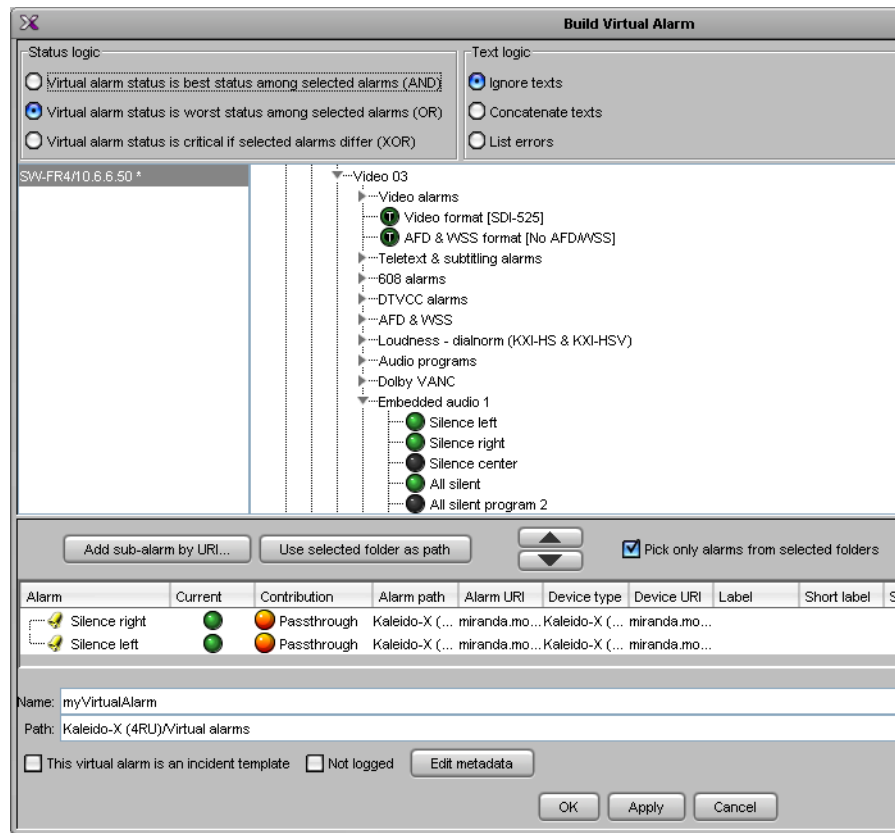 Build Virtual Alarm
Status logic
Virtual alarm status is best status among selected alarms (AND)
Virtual alarm status is worst status among selected alarms (OR)
Virtual alarm status is critical if selected alarms differ (XOR)
Text logic
Ignore texts
Concatenate texts
List errors
SW-FR4/10.6.6.50 *
Video 03
Video alarms
T Video format [SDI-525]
T AFD & WSS format [No AFD/WSS]
Teletext & subtitling alarms
608 alarms
DTVCC alarms
AFD & WSS
Loudness - dialnorm (KXI-HS & KXI-HSV)
Audio programs
Dolby VANC
Embedded audio 1
Silence left
Silence right
Silence center
All silent
All silent program 2
Add sub-alarm by URI... Use selected folder as path Pick only alarms from selected folders
Alarm Current Contribution Alarm path Alarm URI Device type Device URI Label Short label S
Silence right Passthrough Kaleido-X (... miranda.mo... Kaleido-X (... miranda.mo...
Silence left Passthrough Kaleido-X (... miranda.mo... Kaleido-X (... miranda.mo...
Name: myVirtualAlarm
Path: Kaleido-X (4RU)/Virtual alarms
This virtual alarm is an incident template Not logged Edit metadata
OK Apply Cancel